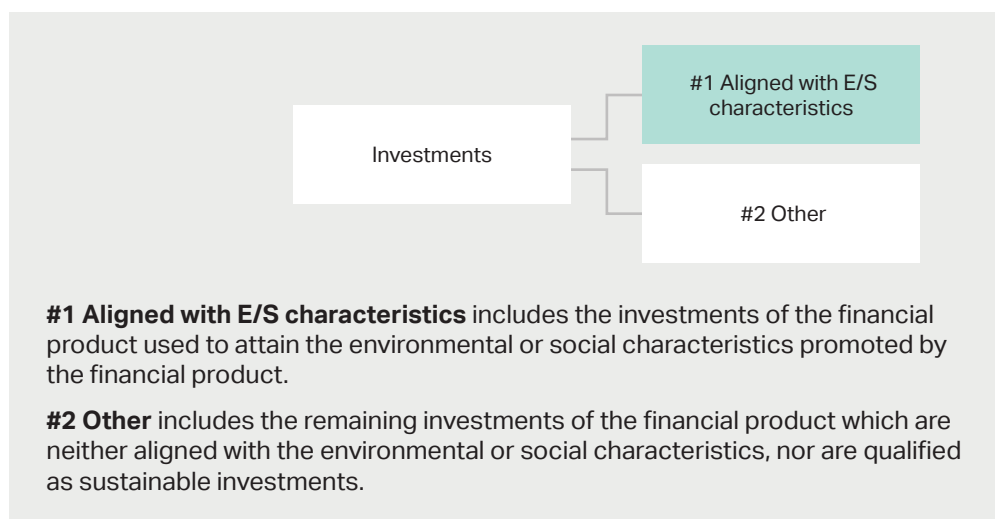 #1 Aligned with E/S
characteristics
Investments
#2 Other
#1 Aligned with E/S characteristics includes the investments of the financial
product used to attain the environmental or social characteristics promoted by
the financial product.
#2 Other includes the remaining investments of the financial product which are
neither aligned with the environmental or social characteristics, nor are qualified
as sustainable investments.